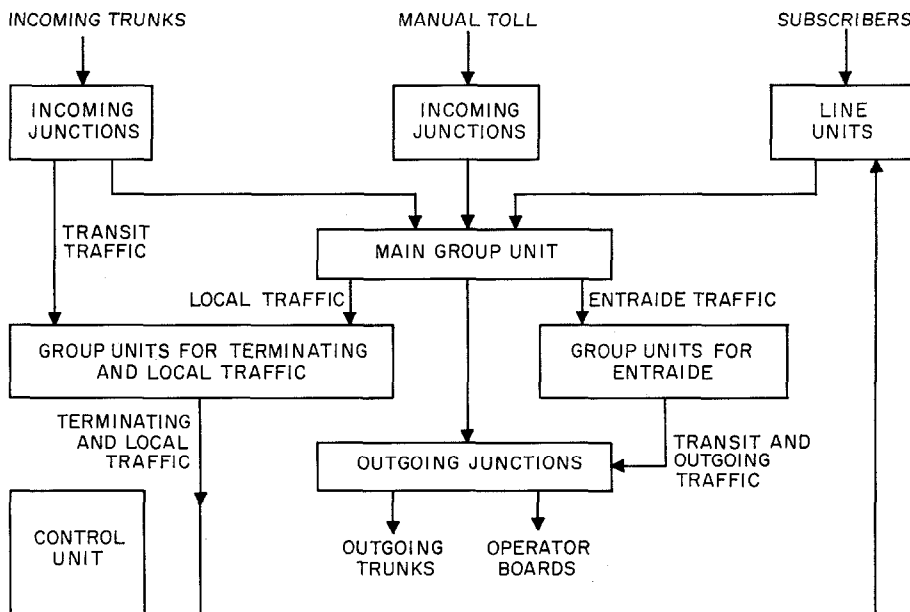 INCOMING TRUNKS
MANUAL TOLL
SUBSCRIBERS
INCOMING
JUNCTIONS
INCOMING
JUNCTIONS
LINE
UNITS
TRANSIT
TRAFFIC
MAIN GROUP UNIT
LOCAL TRAFFIC
ENTRAIDE TRAFFIC
GROUP UNITS FOR TERMINATING
AND LOCAL TRAFFIC
GROUP UNITS FOR
ENTRAIDE
TERMINATING
AND LOCAL
TRAFFIC
OUTGOING JUNCTIONS
TRANSIT AND
OUTGOING
TRAFFIC
CONTROL
UNIT
OUTGOING
TRUNKS
OPERATOR
BOARDS